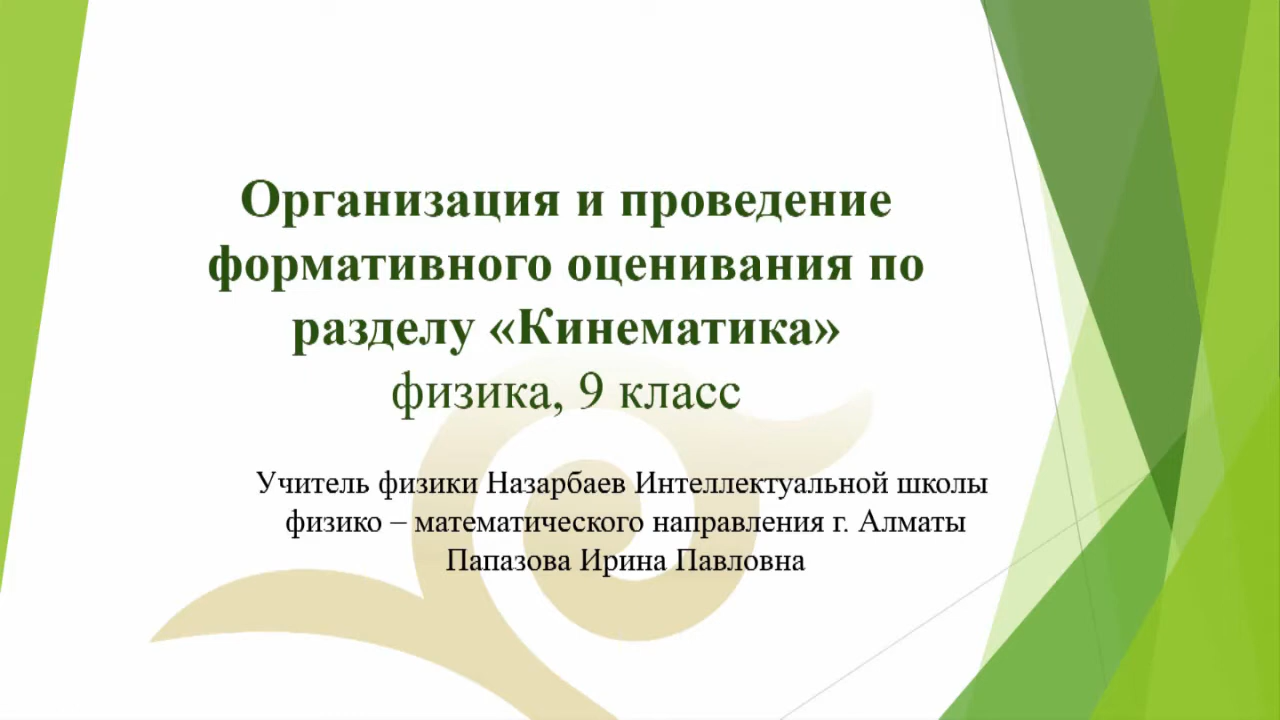 Организация и проведение
формативного оценивания по
разделу «Кинематика»
физика, 9 класс
Учитель физики Назарбаев Интеллектуальной школы
физико – математического направления г. Алматы
Папазова Ирина Павловна